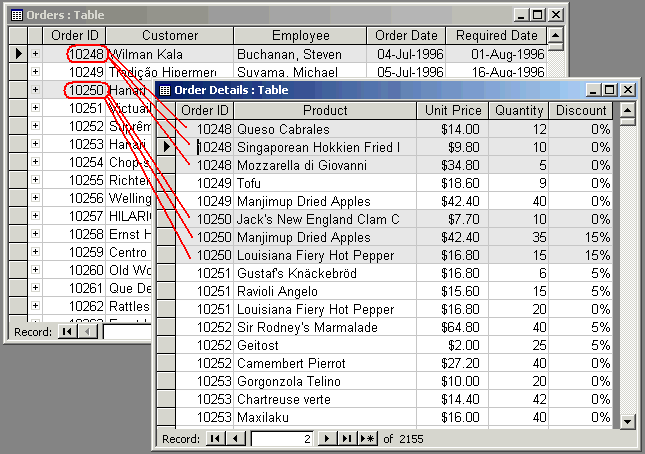 Orders : Table
Order ID Customer Employee Order Date Required Date
10248 Wilman Kala Buchanan, Steven 04-Jul-1996 01-Aug-1996
10249 Tradição Hipermerc Suyama, Michael 05-Jul-1996 16-Aug-1996
10250 Hanari
10251 Victuail
10252 Suprêm
10253 Hanari
10254 Chop-s
10255 Richter
10256 Welling
10257 HILARIO
10258 Ernst H
10259 Centro
10260 Old Wo
10261 Que De
10262 Rattles
Record:
Order Details : Table
Order ID Product Unit Price Quantity Discount
10248 Queso Cabrales $14.00 12 0%
10248 Singaporean Hokkien Fried I $9.80 10 0%
10248 Mozzarella di Giovanni $34.80 5 0%
10249 Tofu $18.60 9 0%
10249 Manjimup Dried Apples $42.40 40 0%
10250 Jack's New England Clam C $7.70 10 0%
10250 Manjimup Dried Apples $42.40 35 15%
10250 Louisiana Fiery Hot Pepper $16.80 15 15%
10251 Gustaf's Knäckebröd $16.80 6 5%
10251 Ravioli Angelo $15.60 15 5%
10251 Louisiana Fiery Hot Pepper $16.80 20 0%
10252 Sir Rodney's Marmalade $64.80 40 5%
10252 Geitost $2.00 25 5%
10252 Camembert Pierrot $27.20 40 0%
10253 Gorgonzola Telino $10.00 20 0%
10253 Chartreuse verte $14.40 42 0%
10253 Maxilaku $16.00 40 0%
Record: 2 of 2155